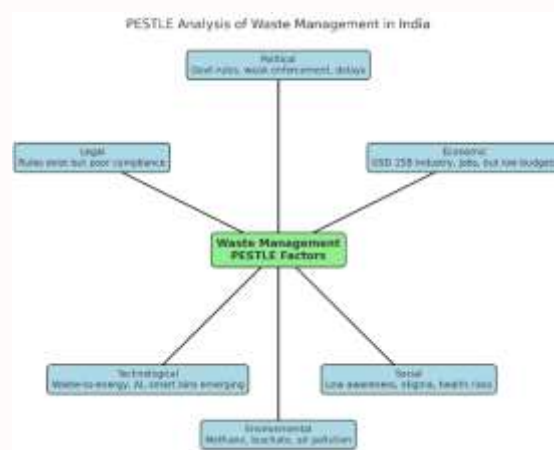 PESTLE Analysis of Waste Management in India
Political
Govt rules, weak enforcement, delays
Legal
Rules exist but poor compliance
Economic
USD 25B industry, jobs, but low budgets
Waste Management
PESTLE Factors
Technological
Waste-to-energy, AI, smart bins emerging
Social
Low awareness, stigma, health risks
Environmental
Methane, leachate, air pollution